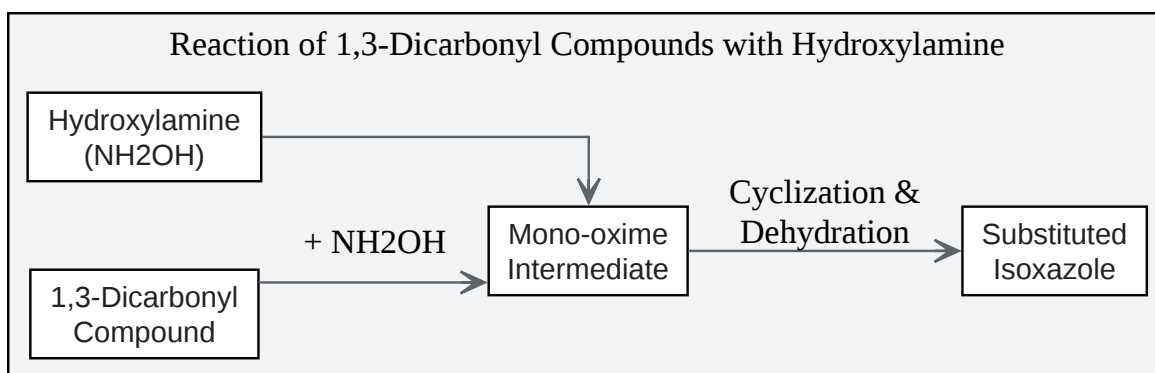 Reaction of 1,3-Dicarbonyl Compounds with Hydroxylamine
Hydroxylamine
(NH2OH)
Cyclization &
Dehydration
+ NH2OH
Mono-oxime
Intermediate
Substituted
Isoxazole
1,3-Dicarbonyl
Compound